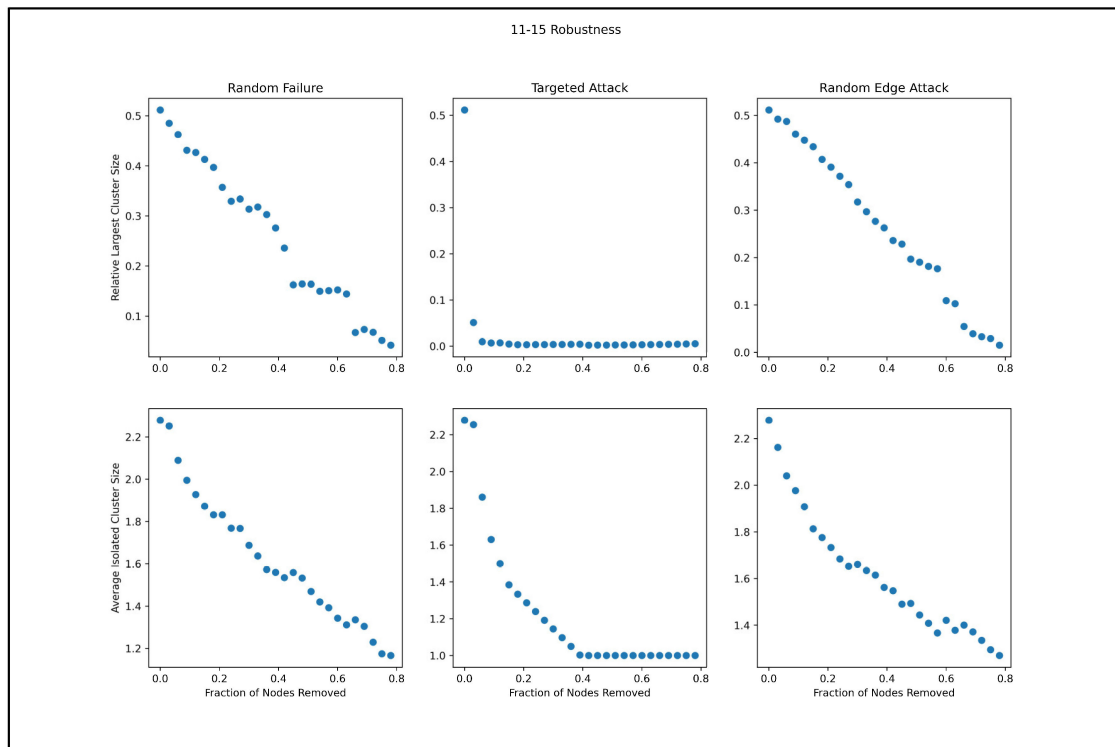 11-15 Robustness
Random Failure
Targeted Attack
Random Edge Attack
Relative Largest Cluster Size
0.5
0.4
0.3
0.2
0.1
0.0 0.2 0.4 0.6 0.8
0.5
0.4
0.3
0.2
0.1
0.0
0.0 0.2 0.4 0.6 0.8
0.5
0.4
0.3
0.2
0.1
0.0
0.0 0.2 0.4 0.6 0.8
Average Isolated Cluster Size
2.2
2.0
1.8
1.6
1.4
1.2
0.0 0.2 0.4 0.6 0.8
Fraction of Nodes Removed
2.2
2.0
1.8
1.6
1.4
1.2
1.0
0.0 0.2 0.4 0.6 0.8
Fraction of Nodes Removed
2.2
2.0
1.8
1.6
1.4
0.0 0.2 0.4 0.6 0.8
Fraction of Nodes Removed